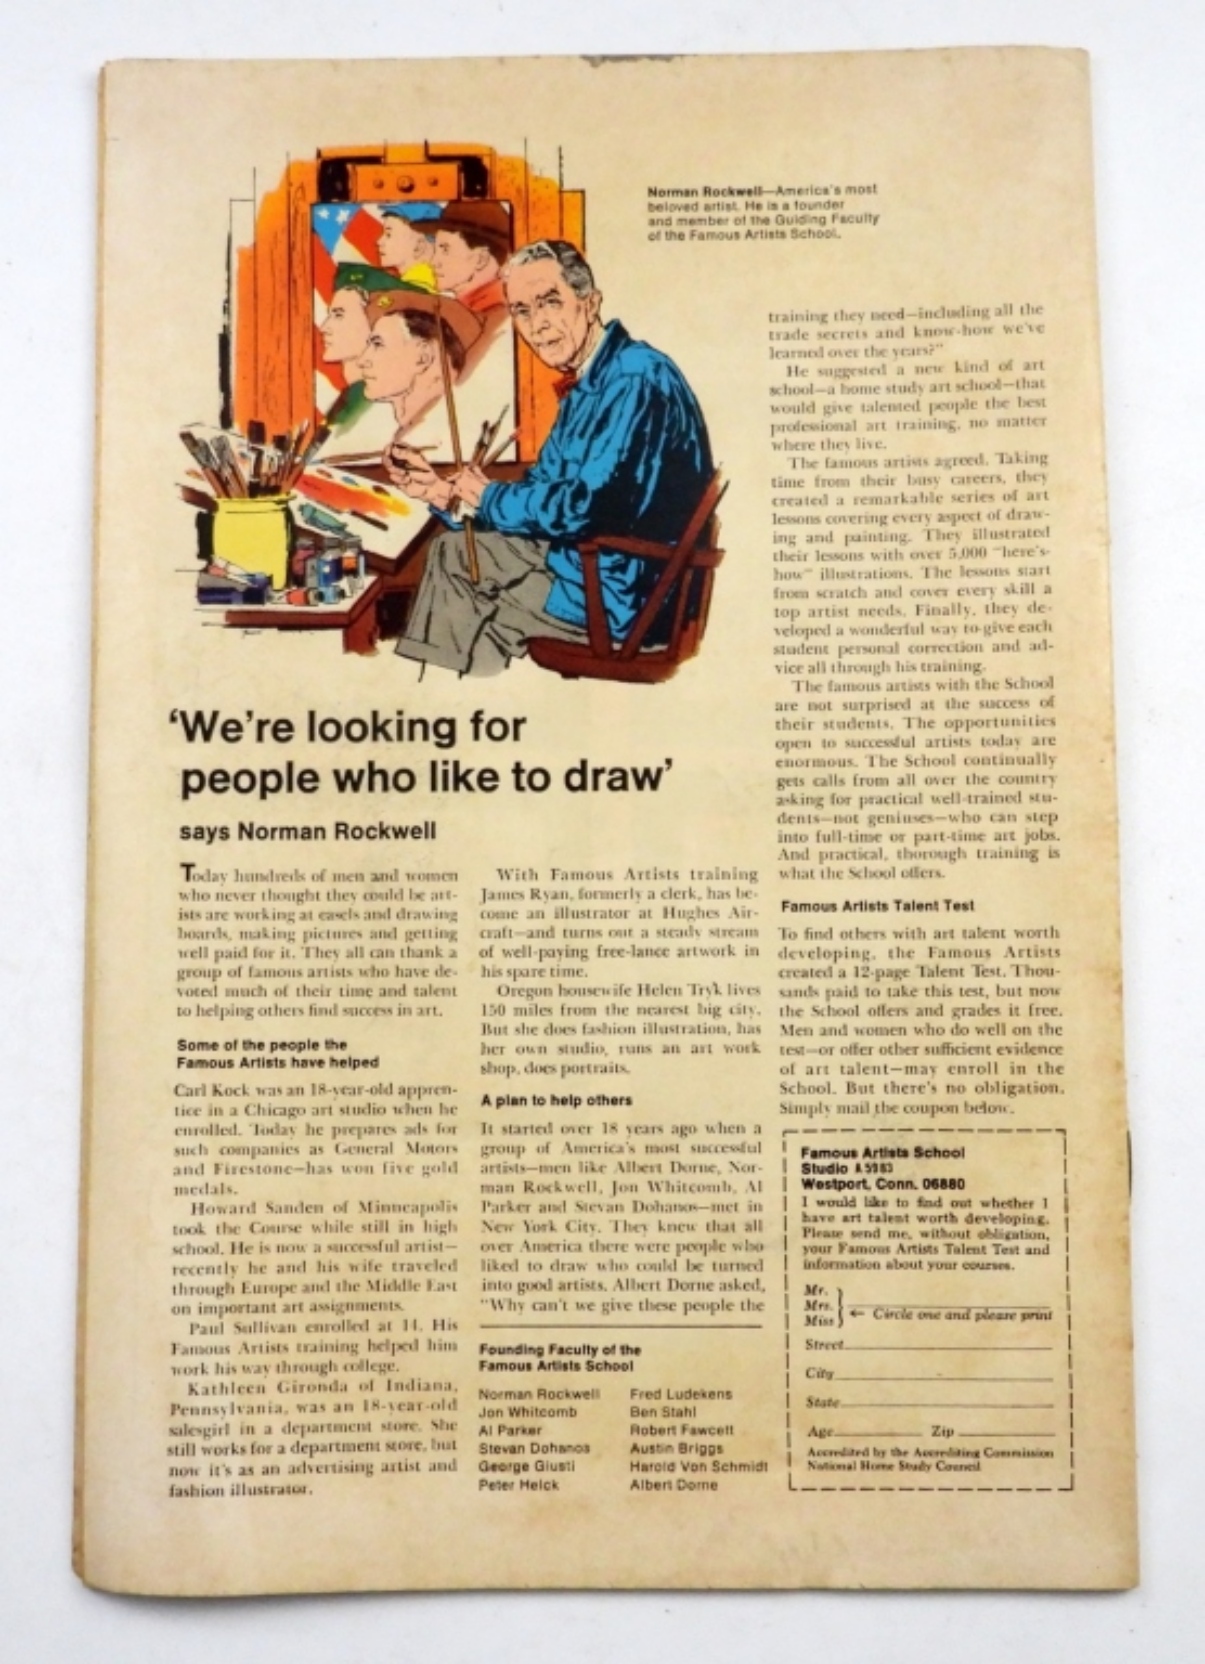 Norman Rockwell—America's most
beloved artist. He is a founder
and member of the Guiding Faculty
of the Famous Artists School.
'We're looking for
people who like to draw'
says Norman Rockwell
Today hundreds of men and women
who never thought they could be art-
ists are working at easels and drawing
boards, making pictures and getting
well paid for it. They all can thank a
group of famous artists who have de-
voted much of their time and talent
to helping others find success in art.
Some of the people the
Famous Artists have helped
Carl Kock was an 18-year-old appren-
tice in a Chicago art studio when he
enrolled. Today he prepares ads for
such companies as General Motors
and Firestone—has won five gold
medals.
Howard Sanden of Minneapolis
took the Course while still in high
school. He is now a successful artist—
recently he and his wife traveled
through Europe and the Middle East
on important art assignments.
Paul Sullivan enrolled at 14. His
Famous Artists training helped him
work his way through college.
Kathleen Gironda of Indiana,
Pennsylvania, was an 18-year-old
salesgirl in a department store. She
still works for a department store, but
now it's as an advertising artist and
fashion illustrator.
With Famous Artists training
James Ryan, formerly a clerk, has be-
come an illustrator at Hughes Air-
craft—and turns out a steady stream
of well-paying free-lance artwork in
his spare time.
Oregon housewife Helen Tryk lives
150 miles from the nearest big city.
But she does fashion illustration, has
her own studio, runs an art work
shop, does portraits.
A plan to help others
It started over 18 years ago when a
group of America's most successful
artists—men like Albert Dorne, Nor-
man Rockwell, Jon Whitcomb, Al
Parker and Stevan Dohanos—met in
New York City. They knew that all
over America there were people who
liked to draw who could be turned
into good artists. Albert Dorne asked,
"Why can't we give these people the
Founding Faculty of the
Famous Artists School
Norman Rockwell
Jon Whitcomb
Al Parker
Stevan Dohanos
George Giusti
Peter Helck
Fred Ludekens
Ben Stahl
Robert Fawcett
Austin Briggs
Harold Von Schmidt
Albert Dorne
training they need—including all the
trade secrets and know-how we've
learned over the years?"
He suggested a new kind of art
school—a home study art school—that
would give talented people the best
professional art training, no matter
where they live.
The famous artists agreed. Taking
time from their busy careers, they
created a remarkable series of art
lessons covering every aspect of draw-
ing and painting. They illustrated
their lessons with over 5,000 "here's-
how" illustrations. The lessons start
from scratch and cover every skill a
top artist needs. Finally, they de-
veloped a wonderful way to give each
student personal correction and ad-
vice all through his training.
The famous artists with the School
are not surprised at the success of
their students. The opportunities
open to successful artists today are
enormous. The School continually
gets calls from all over the country
asking for practical well-trained stu-
dents—not geniuses—who can step
into full-time or part-time art jobs.
And practical, thorough training is
what the School offers.
Famous Artists Talent Test
To find others with art talent worth
developing, the Famous Artists
created a 12-page Talent Test. Thou-
sands paid to take this test, but now
the School offers and grades it free.
Men and women who do well on the
test—or offer other sufficient evidence
of art talent—may enroll in the
School. But there's no obligation.
Simply mail the coupon below.
Famous Artists School
Studio A5983
Westport, Conn. 06880
I would like to find out whether I
have art talent worth developing.
Please send me, without obligation,
your Famous Artists Talent Test and
information about your courses.
Mr.
Mrs.
Miss
← Circle one and please print
Street
City
State
Age Zip
Accredited by the Accrediting Commission
National Home Study Council